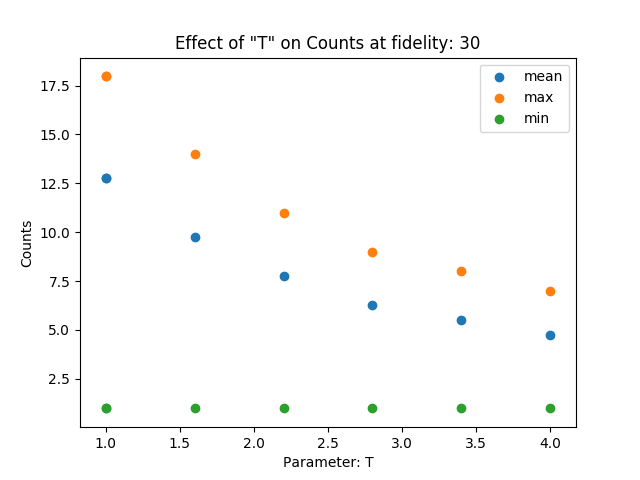 Effect of "T" on Counts at fidelity: 30
mean
max
min
17.5
15.0
12.5
10.0
7.5
5.0
2.5
Counts
1.0 1.5 2.0 2.5 3.0 3.5 4.0
Parameter: T